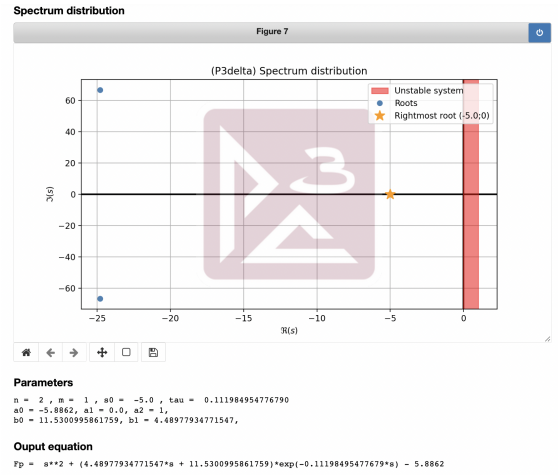 Spectrum distribution
Figure 7
(P3delta) Spectrum distribution
Unstable system
Roots
Rightmost root (-5.0;0)
60
40
20
0
−20
−40
−60
ℑ(s)
−25 −20 −15 −10 −5 0
ℜ(s)
Parameters
n =  2 , m =  1 , s0 =  -5.0 , tau =  0.111984954776790
a0 = -5.8862, a1 = 0.0, a2 = 1,
b0 = 11.5300995861759, b1 = 4.48977934771547,
Ouput equation
Fp =  s**2 + (4.48977934771547*s + 11.5300995861759)*exp(-0.11198495477679*s) - 5.8862